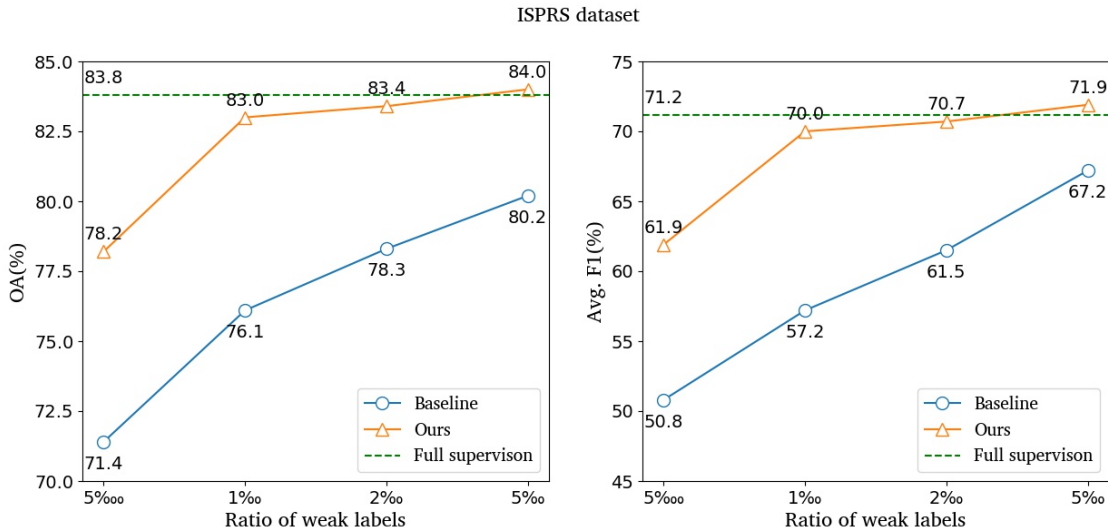 ISPRS dataset
85.0
82.5
80.0
77.5
75.0
72.5
70.0
OA(%)
83.8
78.2
83.0
83.4
84.0
71.4
76.1
78.3
80.2
Baseline
Ours
Full supervison
5‱ 1‰ 2‰ 5‰
Ratio of weak labels
75
70
65
60
55
50
45
Avg. F1(%)
71.2
61.9
70.0
70.7
71.9
50.8
57.2
61.5
67.2
Baseline
Ours
Full supervison
5‱ 1‰ 2‰ 5‰
Ratio of weak labels